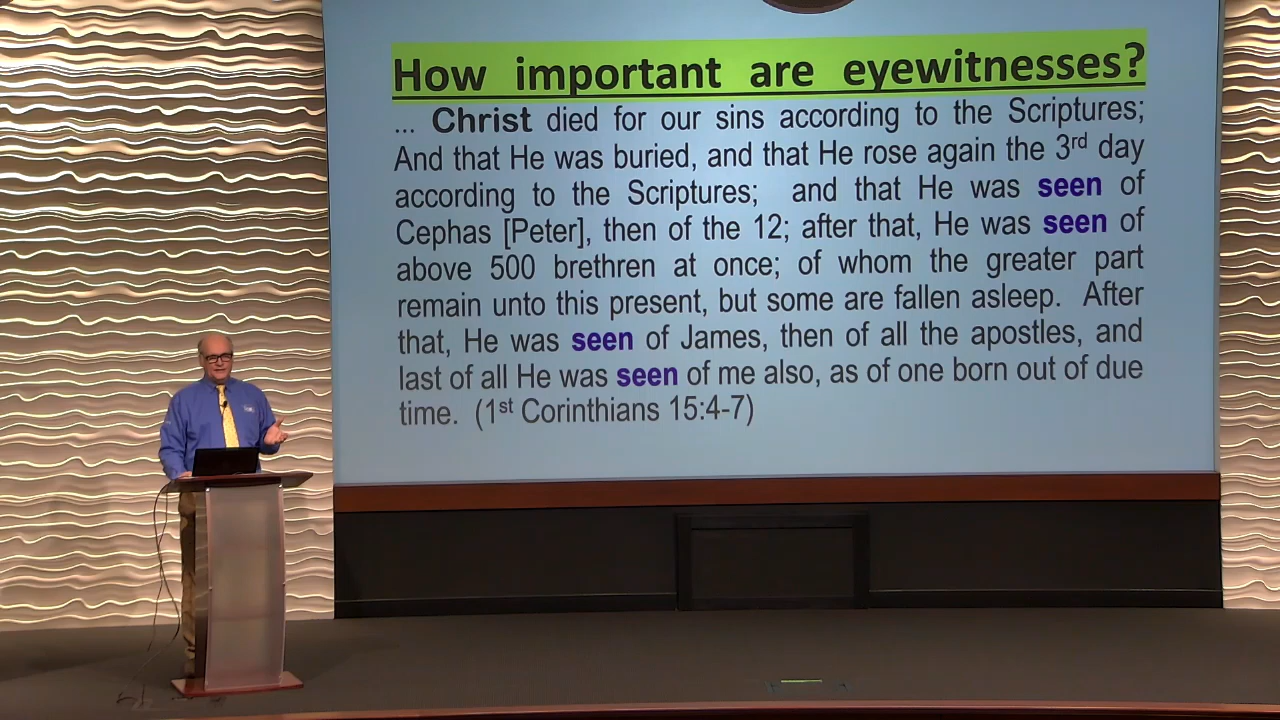 How important are eyewitnesses?
... Christ died for our sins according to the Scriptures;
And that He was buried, and that He rose again the 3rd day
according to the Scriptures; and that He was seen of
Cephas [Peter], then of the 12; after that, He was seen of
above 500 brethren at once; of whom the greater part
remain unto this present, but some are fallen asleep. After
that, He was seen of James, then of all the apostles, and
last of all He was seen of me also, as of one born out of due
time. (1st Corinthians 15:4-7)